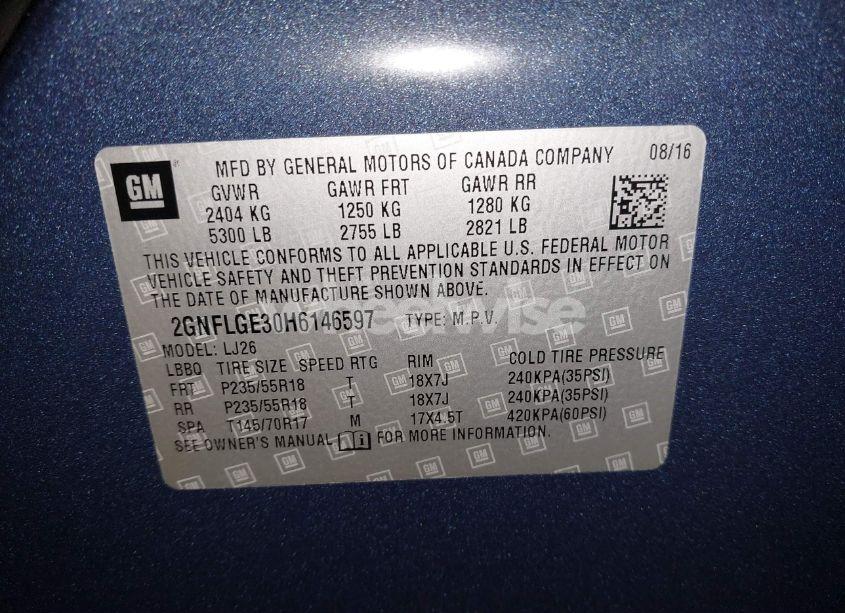 GM
MFD BY GENERAL MOTORS OF CANADA COMPANY 08/16
GVWR GAWR FRT GAWR RR
2404 KG 1250 KG 1280 KG
5300 LB 2755 LB 2821 LB
THIS VEHICLE CONFORMS TO ALL APPLICABLE U.S. FEDERAL MOTOR
VEHICLE SAFETY AND THEFT PREVENTION STANDARDS IN EFFECT ON
THE DATE OF MANUFACTURE SHOWN ABOVE.
2GNFLGE30H6146597 TYPE: M.P.V.
MODEL: LJ26
LBBQ TIRE SIZE SPEED RTG RIM COLD TIRE PRESSURE
FRT P235/55R18 T 18X7J 240KPA(35PSI)
RR P235/55R18 T 18X7J 240KPA(35PSI)
SPA T145/70R17 M 17X4.5T 420KPA(60PSI)
SEE OWNER'S MANUAL FOR MORE INFORMATION.